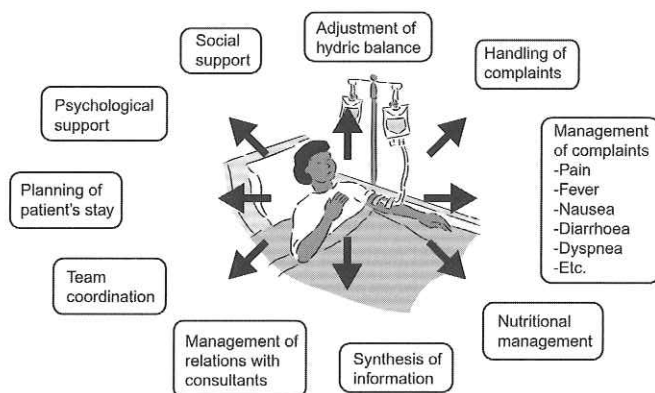 Adjustment of
hydric balance
Social
support
Handling of
complaints
Psychological
support
Management
of complaints
-Pain
-Fever
-Nausea
-Diarrhoea
-Dyspnea
-Etc.
Planning of
patient's stay
Team
coordination
Nutritional
management
Management of
relations with
consultants
Synthesis of
information